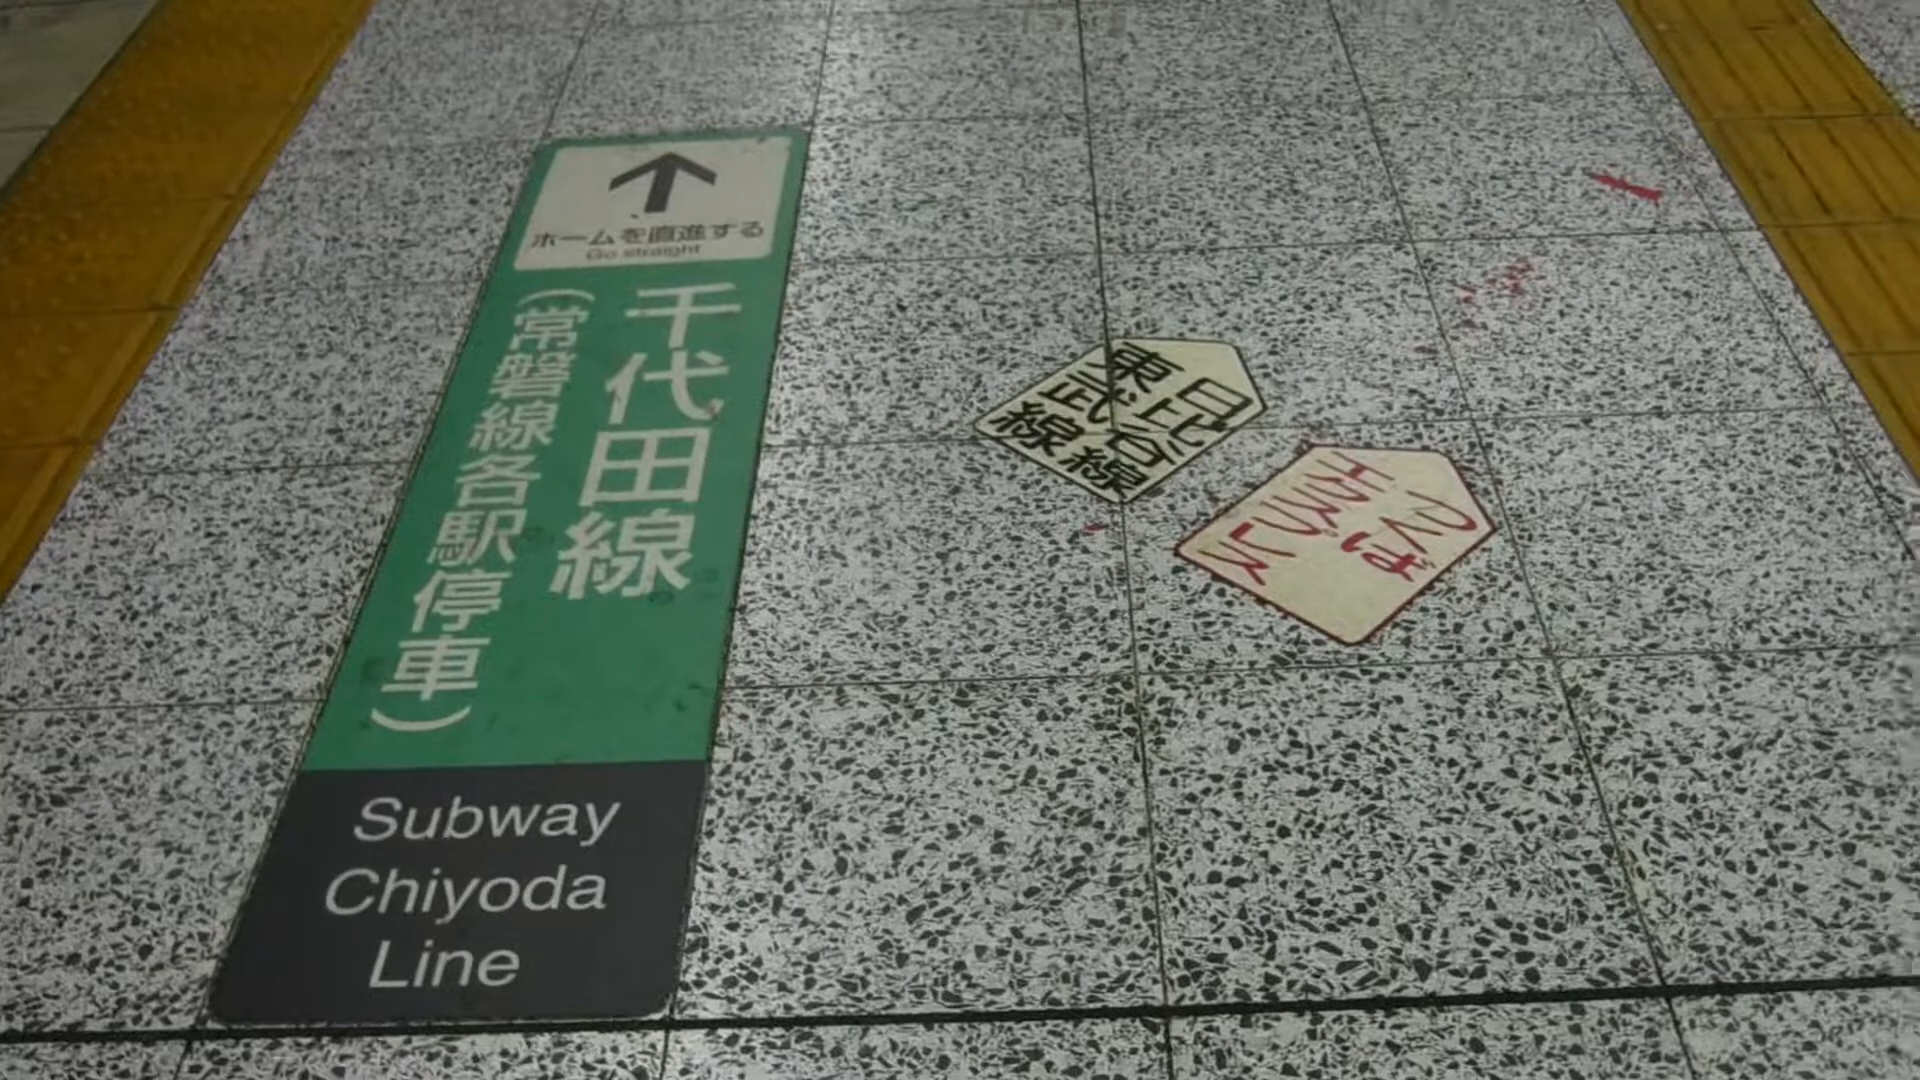 ホームを直進する
Go straight
千代田線
(常磐線各駅停車)
Subway
Chiyoda
Line
日比谷線
東武線
つくば
エクスプレス